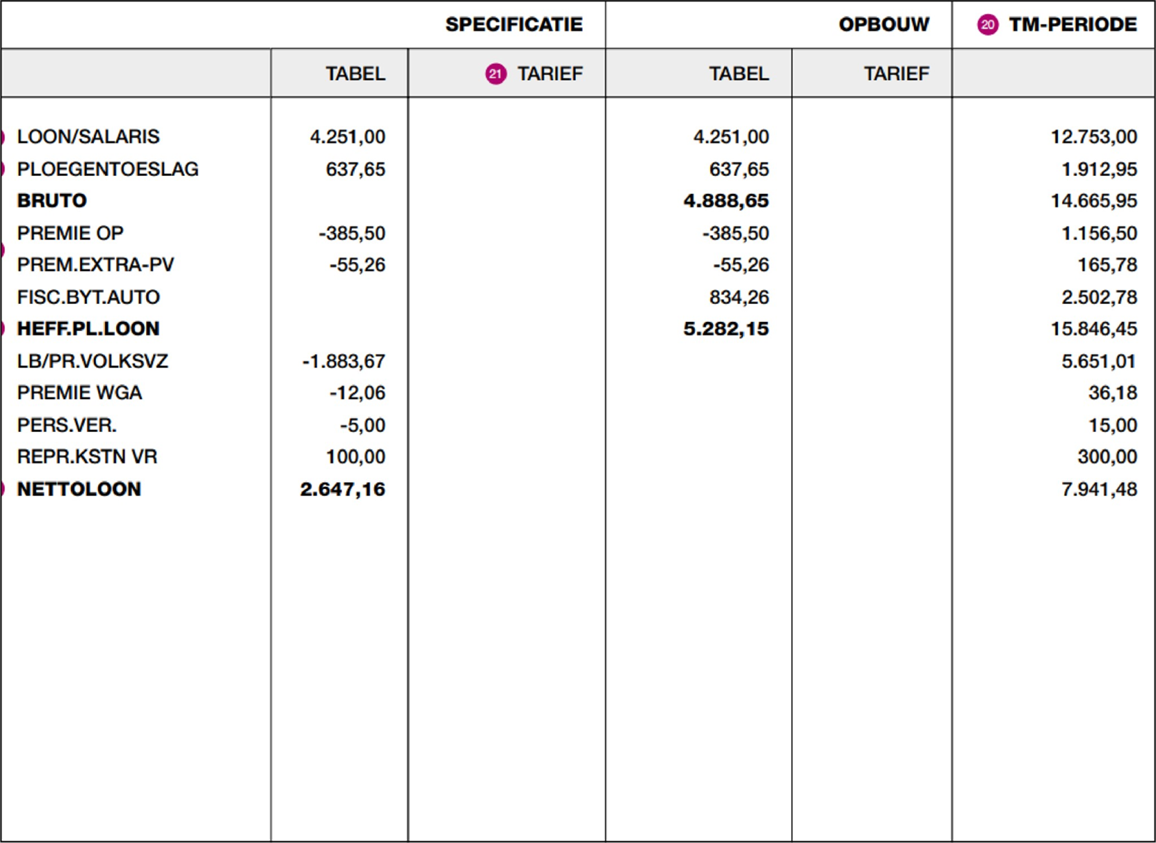 SPECIFICATIE OPBOUW 20 TM-PERIODE
TABEL 21 TARIEF TABEL TARIEF
LOON/SALARIS 4.251,00 4.251,00 12.753,00
PLOEGENTOESLAG 637,65 637,65 1.912,95
BRUTO 4.888,65 14.665,95
PREMIE OP -385,50 -385,50 1.156,50
PREM.EXTRA-PV -55,26 -55,26 165,78
FISC.BYT.AUTO 834,26 2.502,78
HEFF.PL.LOON 5.282,15 15.846,45
LB/PR.VOLKSVZ -1.883,67 5.651,01
PREMIE WGA -12,06 36,18
PERS.VER. -5,00 15,00
REPR.KSTN VR 100,00 300,00
NETTOLOON 2.647,16 7.941,48